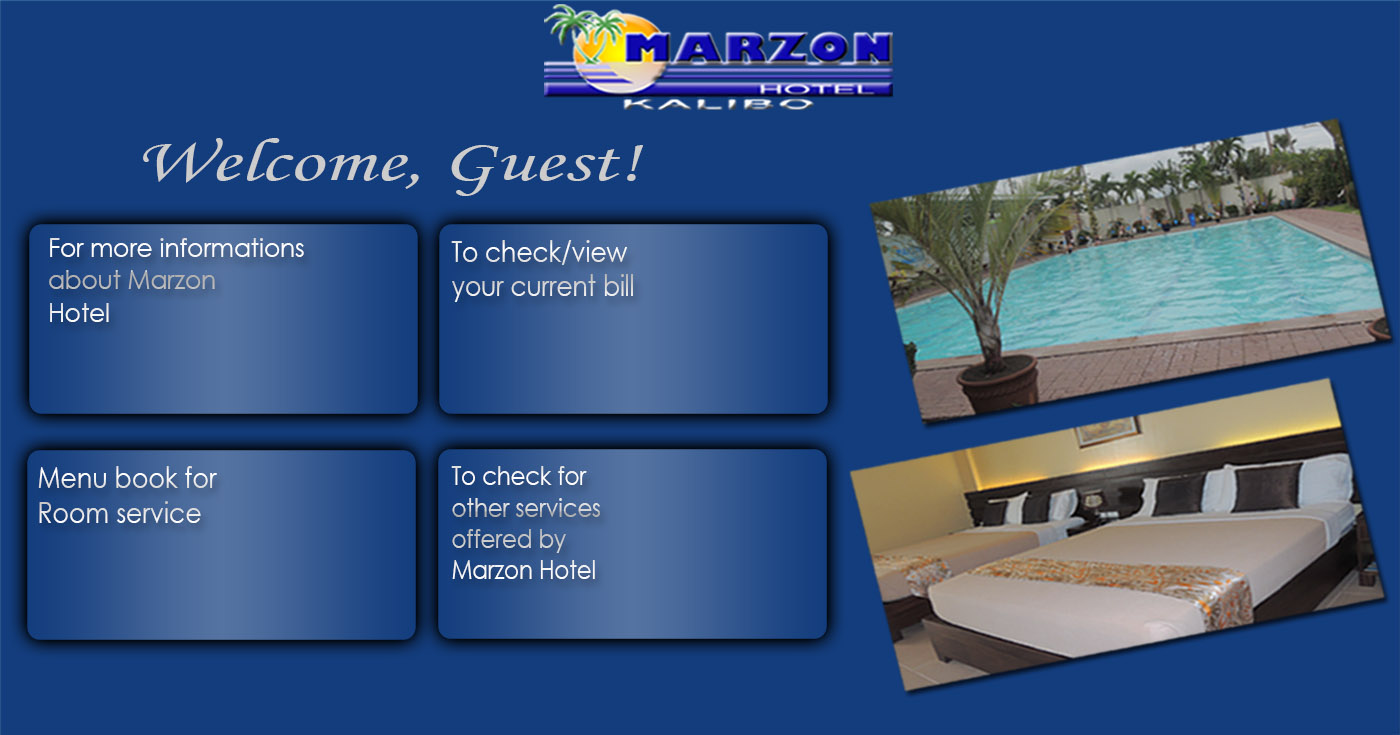 MARZON
HOTEL
KALIBO
Welcome, Guest!
For more informations
about Marzon
Hotel
To check/view
your current bill
Menu book for
Room service
To check for
other services
offered by
Marzon Hotel